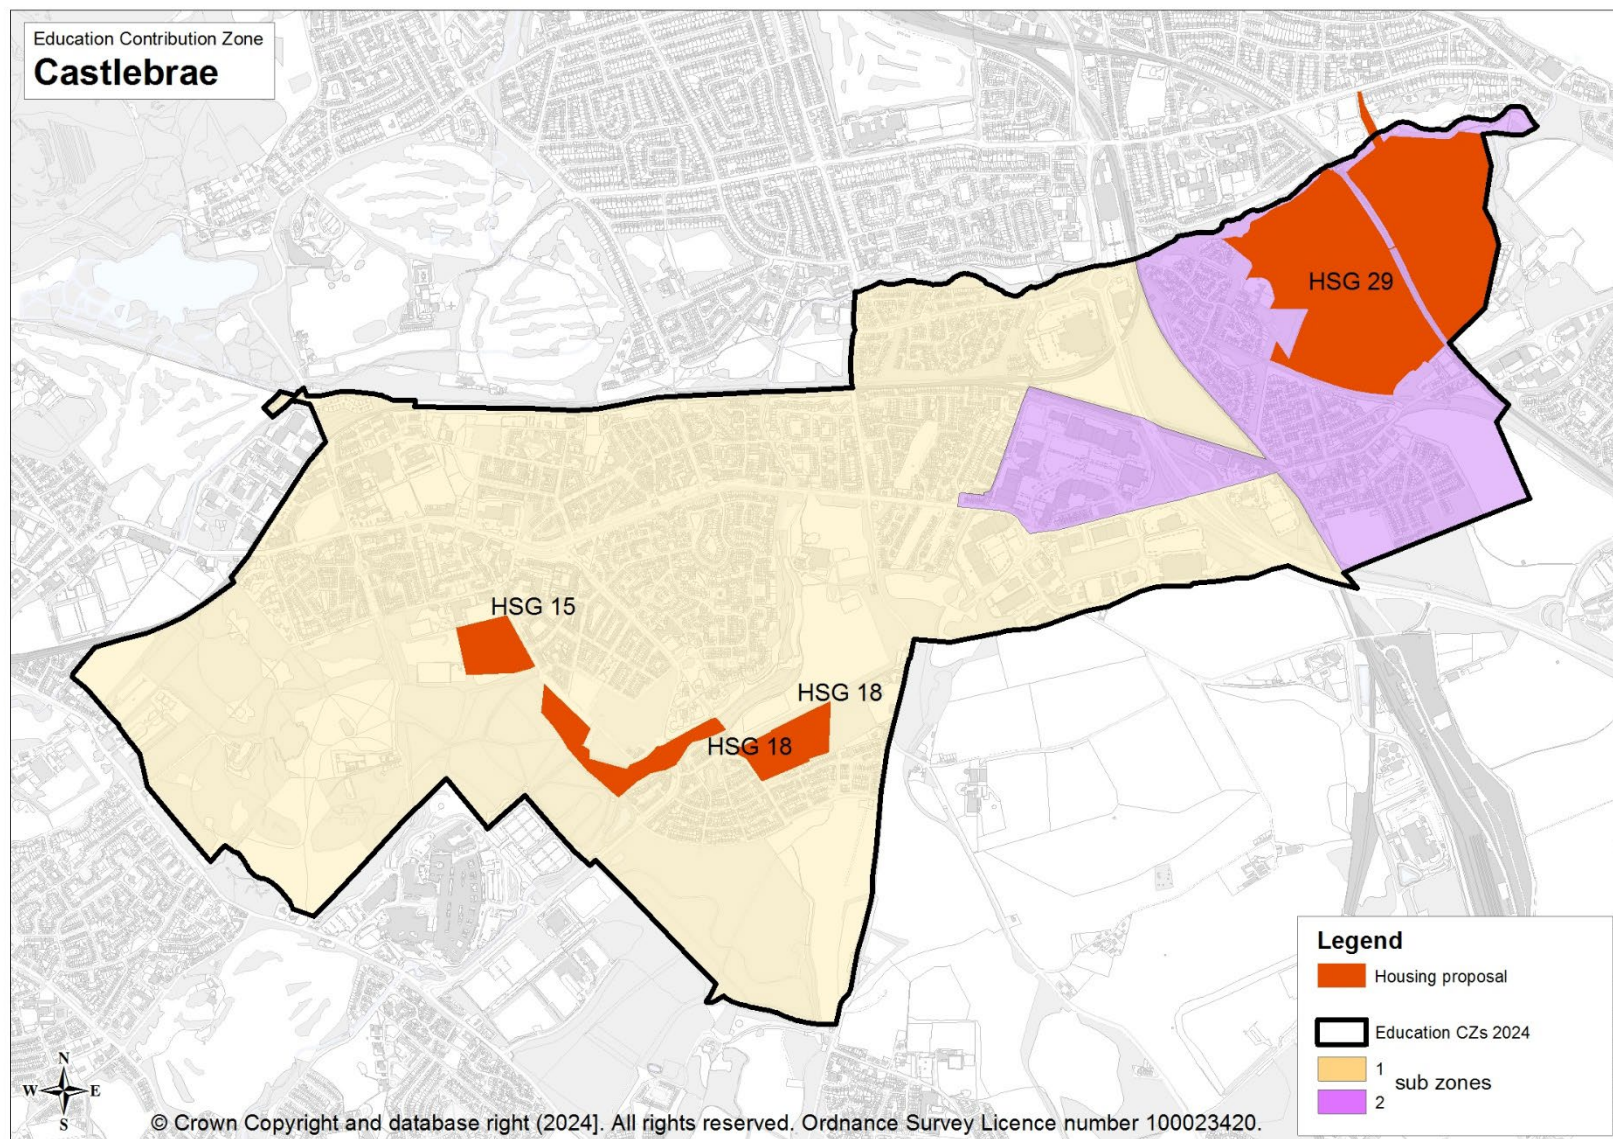 Education Contribution Zone
Castlebrae
HSG 29
HSG 15
HSG 18
HSG 18
Legend
Housing proposal
Education CZs 2024
1
sub zones
2
N
W E
S
© Crown Copyright and database right (2024]. All rights reserved. Ordnance Survey Licence number 100023420.